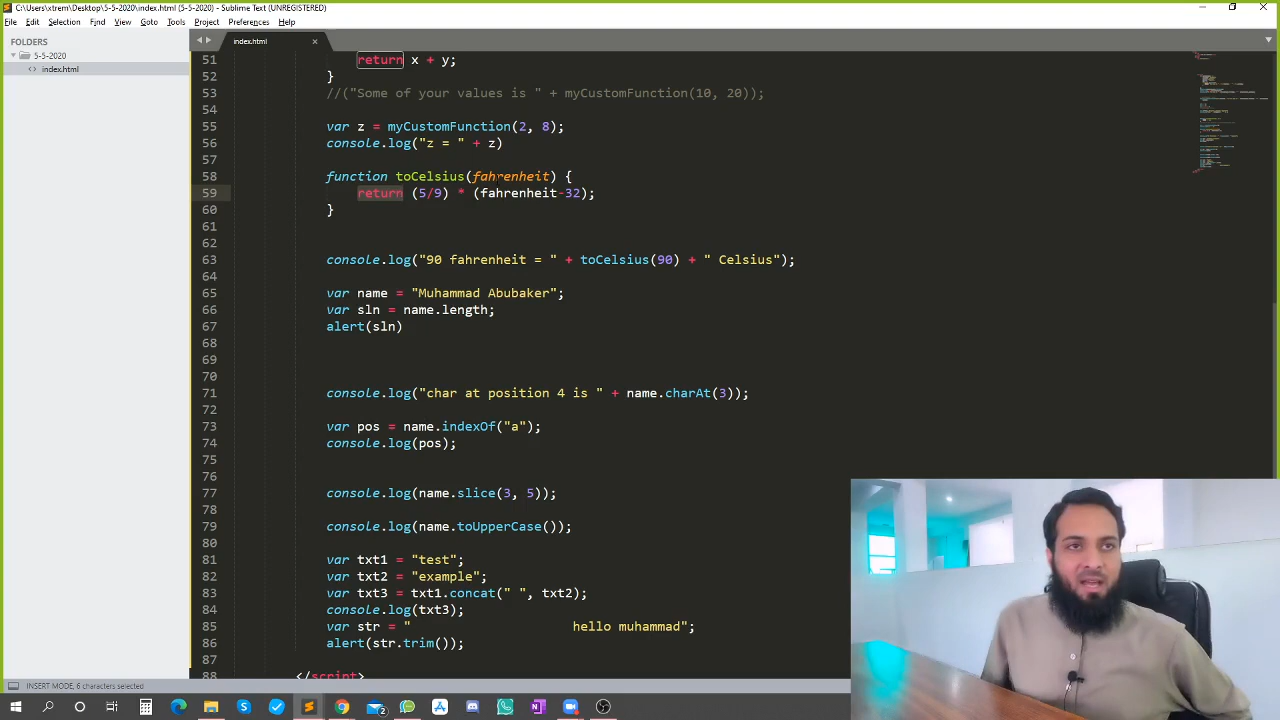 C:\Users\xtrem\Desktop\5-5-2020\index.html (5-5-2020) - Sublime Text (UNREGISTERED)
File Edit Selection Find View Goto Tools Project Preferences Help
FOLDERS
5-5-2020
index.html
index.html
51 return x + y;
52 }
53 //("Some of your values is " + myCustomFunction(10, 20));
54
55 var z = myCustomFunction(2, 8);
56 console.log("z = " + z)
57
58 function toCelsius(fahrenheit) {
59 return (5/9) * (fahrenheit-32);
60 }
61
62
63 console.log("90 fahrenheit = " + toCelsius(90) + " Celsius");
64
65 var name = "Muhammad Abubaker";
66 var sln = name.length;
67 alert(sln)
68
69
70
71 console.log("char at position 4 is " + name.charAt(3));
72
73 var pos = name.indexOf("a");
74 console.log(pos);
75
76
77 console.log(name.slice(3, 5));
78
79 console.log(name.toUpperCase());
80
81 var txt1 = "test";
82 var txt2 = "example";
83 var txt3 = txt1.concat(" ", txt2);
84 console.log(txt3);
85 var str = "                     hello muhammad";
86 alert(str.trim());
87
88 </script>
INSERT MODE, 6 characters selected